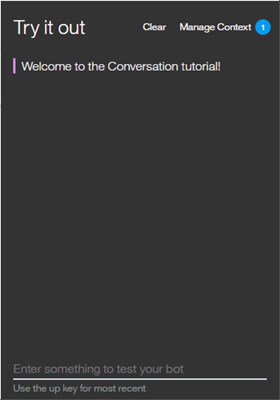 Try it out Clear Manage Context 1
Welcome to the Conversation tutorial!
Enter something to test your bot
Use the up key for most recent